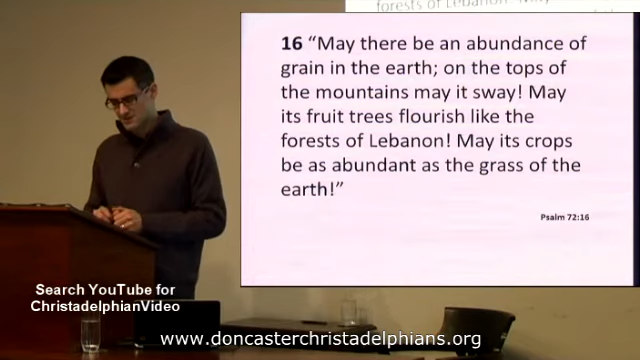 forests of Lebanon! May
16 “May there be an abundance of
grain in the earth; on the tops of
the mountains may it sway! May
its fruit trees flourish like the
forests of Lebanon! May its crops
be as abundant as the grass of the
earth!”
Psalm 72:16
Search YouTube for
ChristadelphianVideo
www.doncasterchristadelphians.org